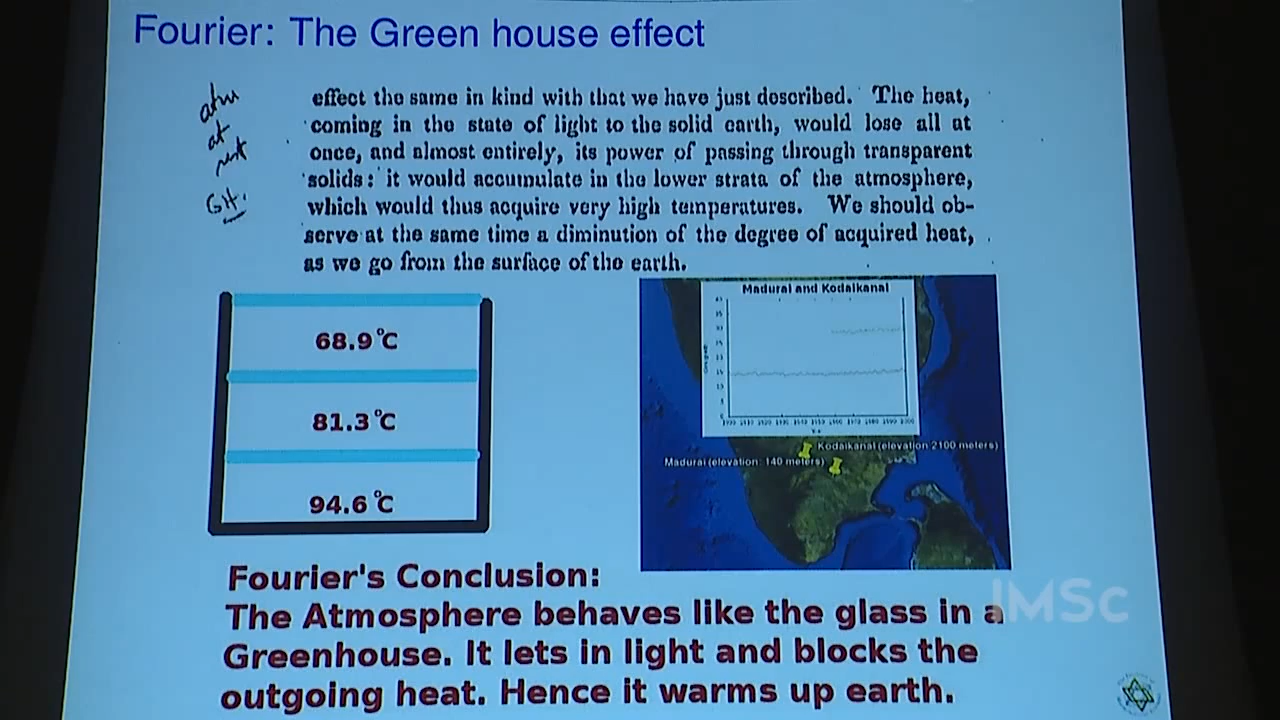 Fourier: The Green house effect
atm
at
rest
GH.
effect the same in kind with that we have just described. The heat,
coming in the state of light to the solid earth, would lose all at
once, and almost entirely, its power of passing through transparent
solids: it would accumulate in the lower strata of the atmosphere,
which would thus acquire very high temperatures. We should ob-
serve at the same time a diminution of the degree of acquired heat,
as we go from the surface of the earth.
68.9°C
81.3°C
94.6°C
Madurai and Kodaikanal
Kodaikanal (elevation 2100 meters)
Madurai (elevation: 140 meters)
Fourier's Conclusion:
The Atmosphere behaves like the glass in a
Greenhouse. It lets in light and blocks the
outgoing heat. Hence it warms up earth.
IMSc